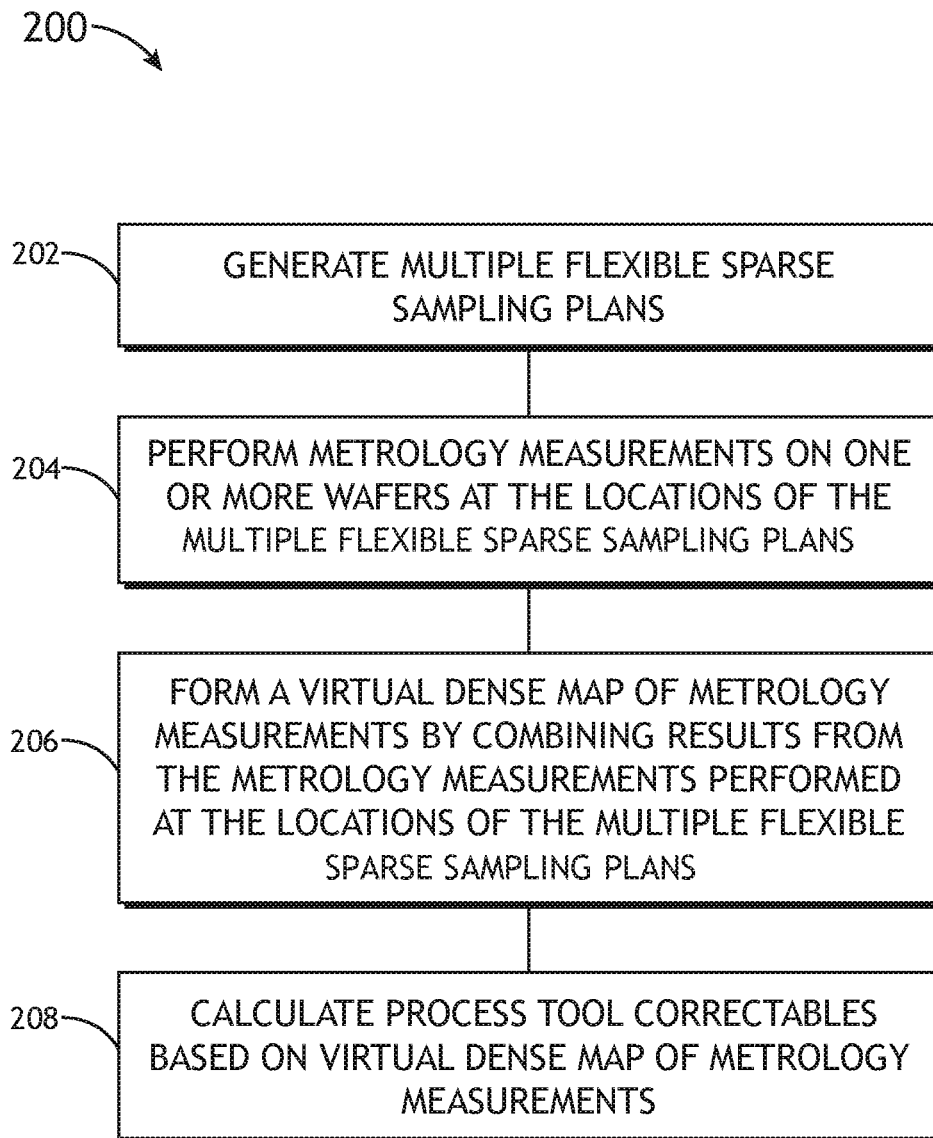 200
202
GENERATE MULTIPLE FLEXIBLE SPARSE
SAMPLING PLANS
204
PERFORM METROLOGY MEASUREMENTS ON ONE
OR MORE WAFERS AT THE LOCATIONS OF THE
MULTIPLE FLEXIBLE SPARSE SAMPLING PLANS
206
FORM A VIRTUAL DENSE MAP OF METROLOGY
MEASUREMENTS BY COMBINING RESULTS FROM
THE METROLOGY MEASUREMENTS PERFORMED
AT THE LOCATIONS OF THE MULTIPLE FLEXIBLE
SPARSE SAMPLING PLANS
208
CALCULATE PROCESS TOOL CORRECTABLES
BASED ON VIRTUAL DENSE MAP OF METROLOGY
MEASUREMENTS